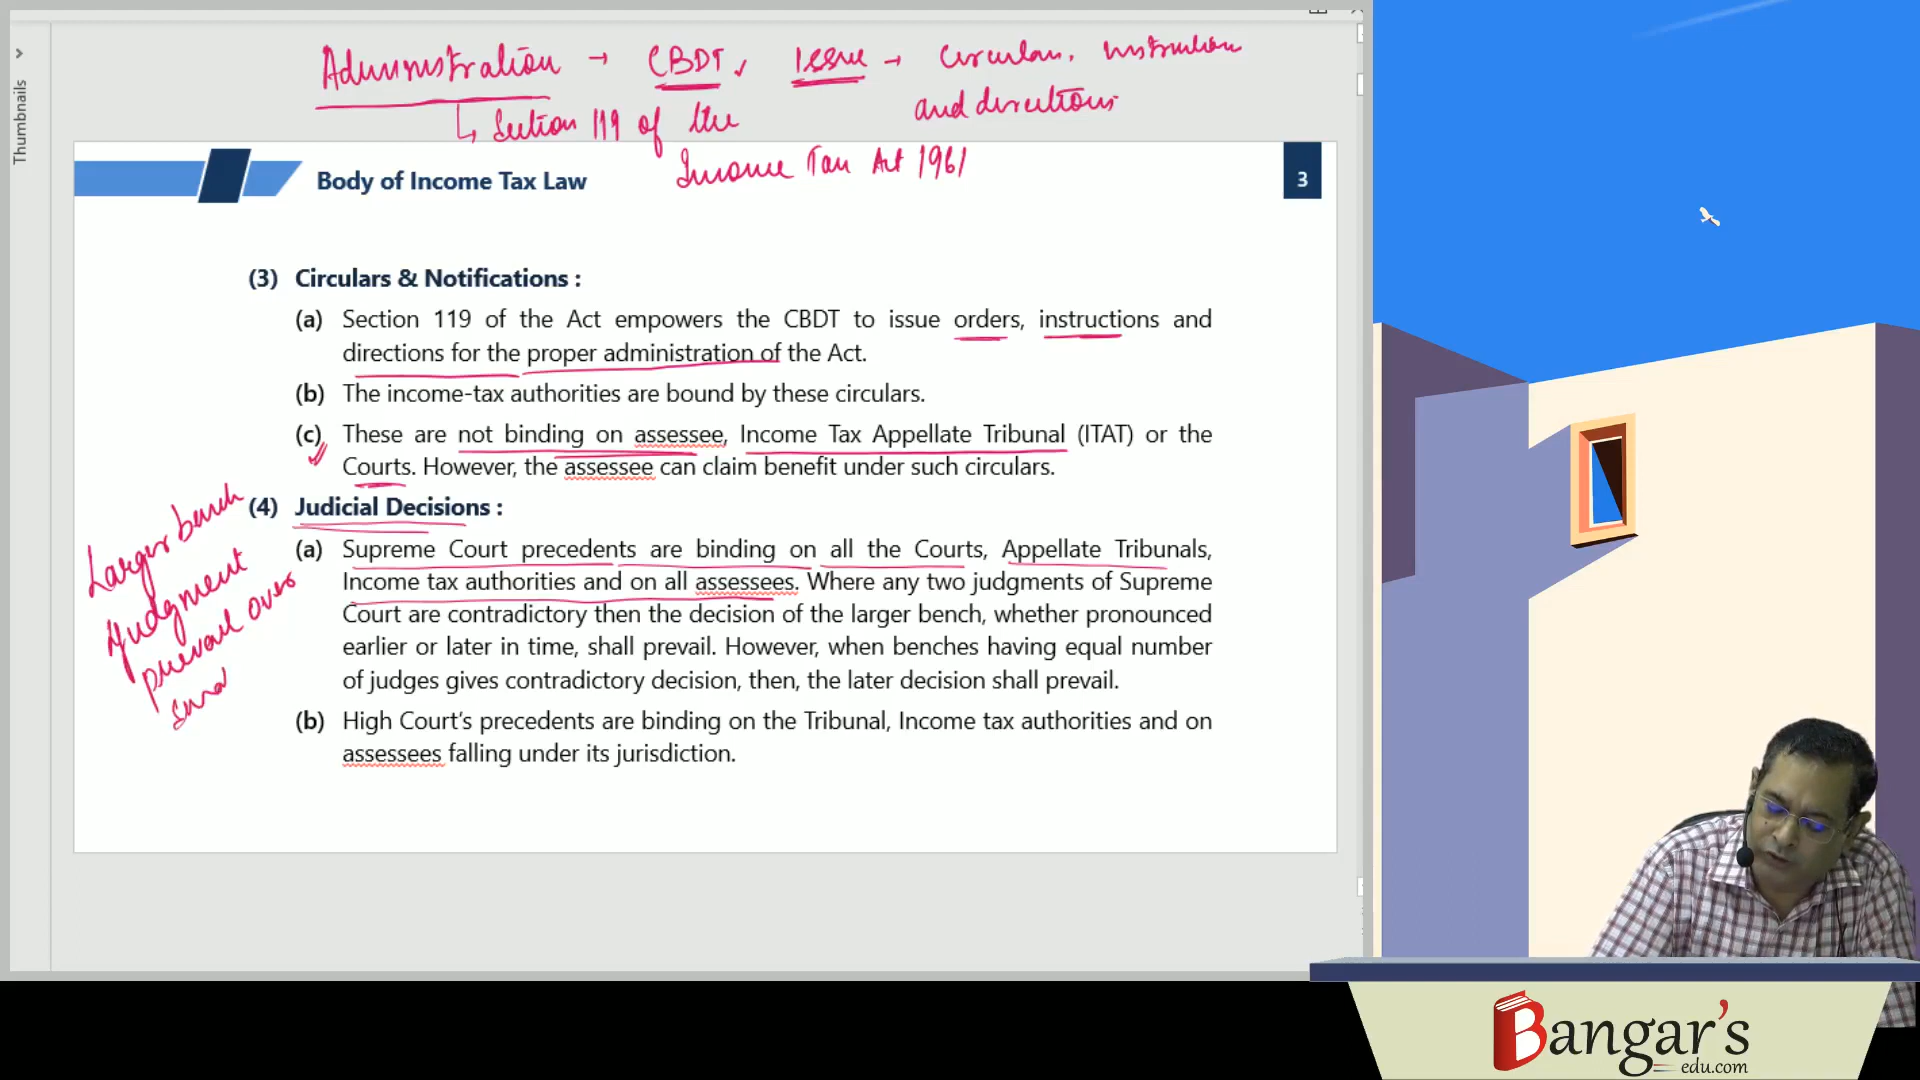 Administration → CBDT, Issue → Circulars, instructions
and directions
Section 119 of the
Income Tax Act 1961
Thumbnails
Body of Income Tax Law
3
(3) Circulars & Notifications :
(a) Section 119 of the Act empowers the CBDT to issue orders, instructions and
directions for the proper administration of the Act.
(b) The income-tax authorities are bound by these circulars.
(c) These are not binding on assessee, Income Tax Appellate Tribunal (ITAT) or the
Courts. However, the assessee can claim benefit under such circulars.
(4) Judicial Decisions :
(a) Supreme Court precedents are binding on all the Courts, Appellate Tribunals,
Income tax authorities and on all assessees. Where any two judgments of Supreme
Court are contradictory then the decision of the larger bench, whether pronounced
earlier or later in time, shall prevail. However, when benches having equal number
of judges gives contradictory decision, then, the later decision shall prevail.
(b) High Court's precedents are binding on the Tribunal, Income tax authorities and on
assessees falling under its jurisdiction.
Larger bench
Judgment
prevail over
Bangar's
edu.com